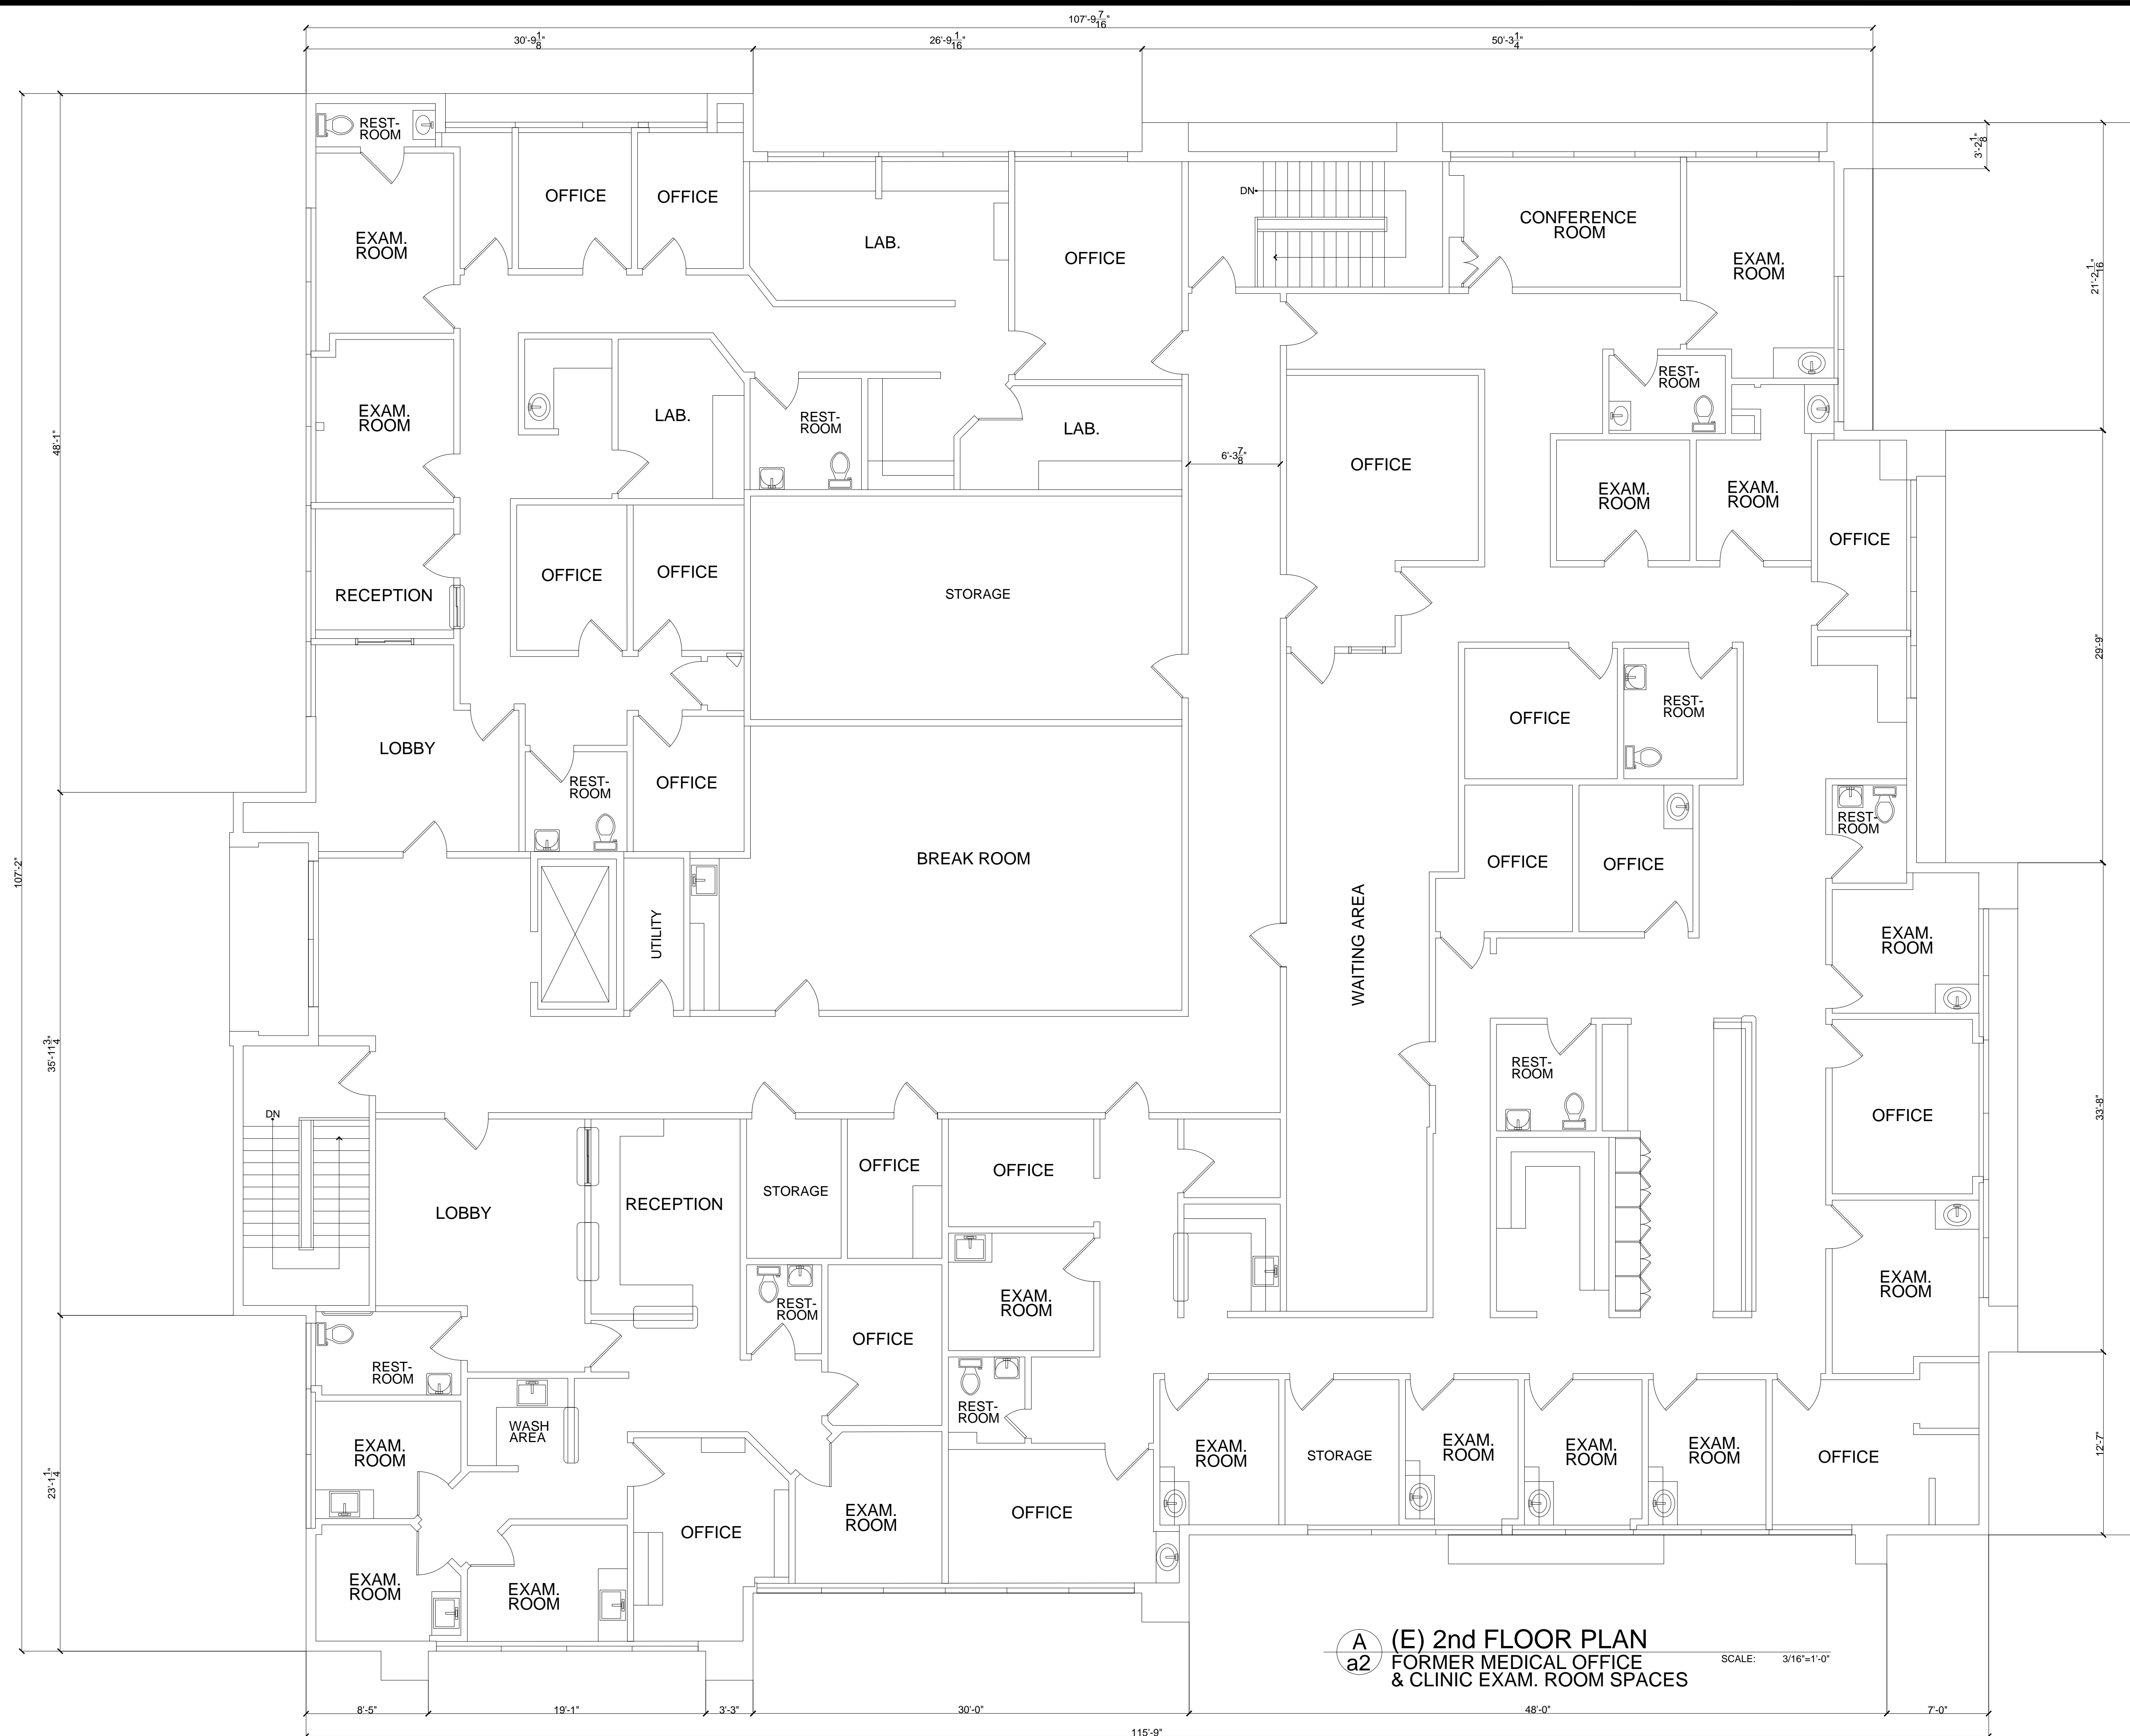 107'-9 7/16"
30'-9 1/8"
26'-9 1/16"
50'-3 1/4"
REST-
ROOM
3'-2 1/8"
OFFICE
OFFICE
DN
CONFERENCE
ROOM
EXAM.
ROOM
LAB.
OFFICE
EXAM.
ROOM
21'-2 1/16"
REST-
ROOM
EXAM.
ROOM
LAB.
REST-
ROOM
LAB.
48'-1"
6'-3 7/8"
OFFICE
EXAM.
ROOM
EXAM.
ROOM
OFFICE
OFFICE
OFFICE
RECEPTION
STORAGE
29'-9"
OFFICE
REST-
ROOM
LOBBY
REST-
ROOM
OFFICE
REST-
ROOM
107'-2"
BREAK ROOM
OFFICE
OFFICE
UTILITY
WAITING AREA
EXAM.
ROOM
35'-11 3/4"
REST-
ROOM
DN
OFFICE
33'-8"
LOBBY
RECEPTION
STORAGE
OFFICE
OFFICE
EXAM.
ROOM
REST-
ROOM
EXAM.
ROOM
OFFICE
REST-
ROOM
REST-
ROOM
WASH
AREA
EXAM.
ROOM
EXAM.
ROOM
STORAGE
EXAM.
ROOM
EXAM.
ROOM
EXAM.
ROOM
OFFICE
12'-7"
23'-1 1/4"
OFFICE
EXAM.
ROOM
OFFICE
EXAM.
ROOM
EXAM.
ROOM
A
a2
(E) 2nd FLOOR PLAN
FORMER MEDICAL OFFICE
& CLINIC EXAM. ROOM SPACES
SCALE: 3/16"=1'-0"
8'-5"
19'-1"
3'-3"
30'-0"
48'-0"
7'-0"
115'-9"